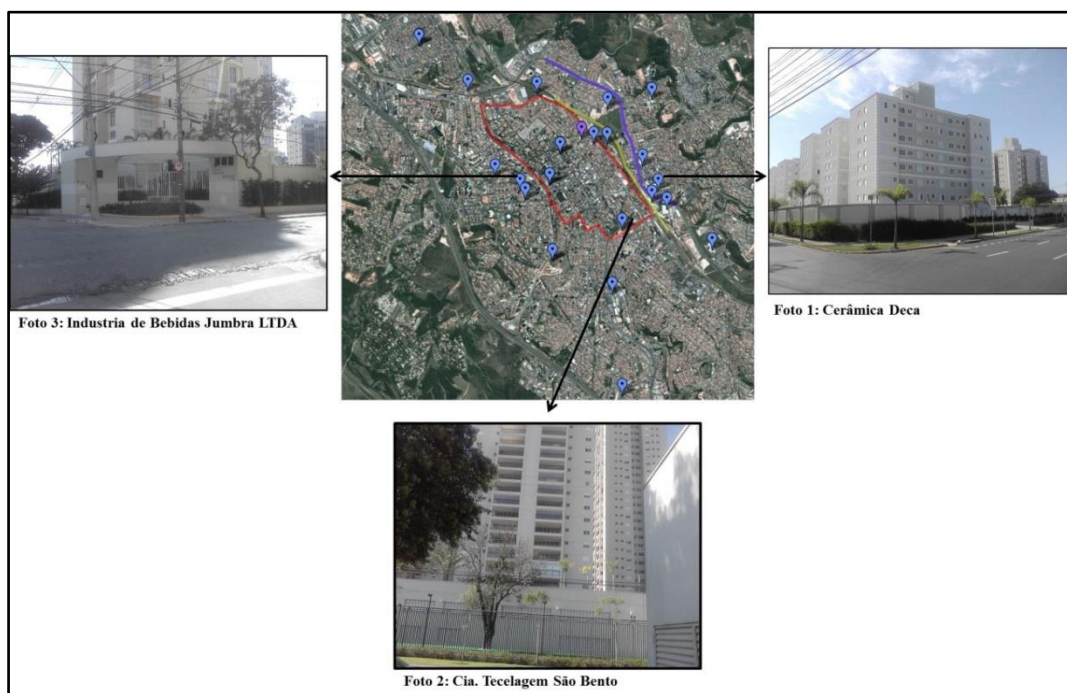 Foto 3: Industria de Bebidas Jumbra LTDA
Foto 1: Cerâmica Deca
Foto 2: Cia. Tecelagem São Bento